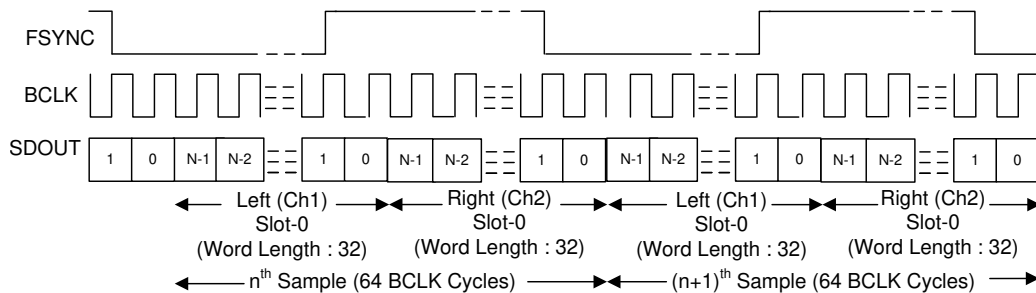 FSYNC
BCLK
SDOUT
1 0 N-1 N-2 1 0 N-1 N-2 1 0 N-1 N-2 1 0 N-1 N-2 1 0
Left (Ch1) Right (Ch2) Left (Ch1) Right (Ch2)
Slot-0 Slot-0 Slot-0 Slot-0
(Word Length : 32) (Word Length : 32) (Word Length : 32) (Word Length : 32)
nth Sample (64 BCLK Cycles) (n+1)th Sample (64 BCLK Cycles)